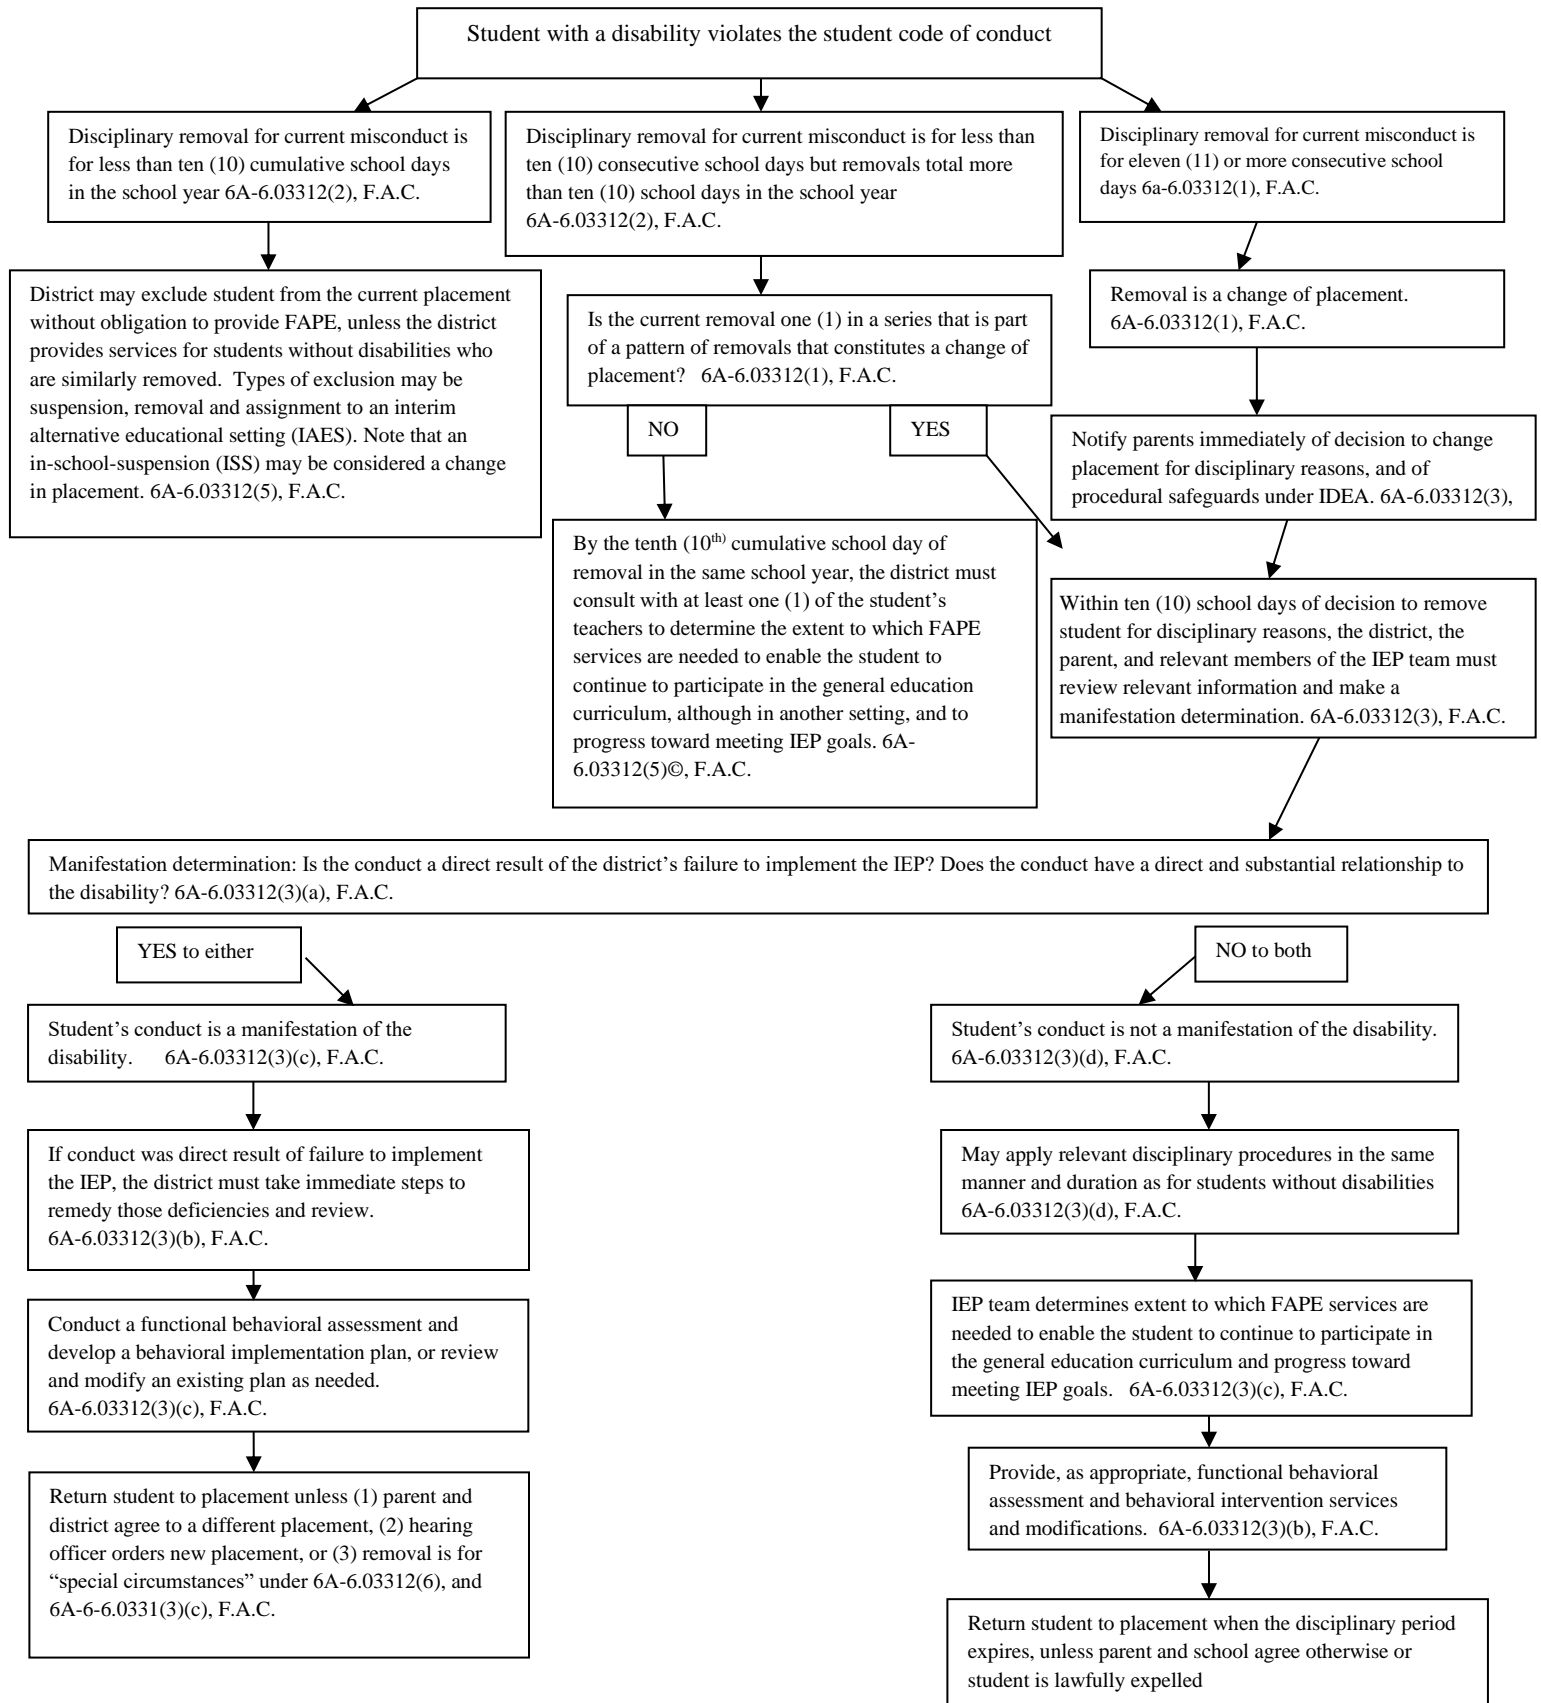 Student with a disability violates the student code of conduct
Disciplinary removal for current misconduct is
for less than ten (10) cumulative school days
in the school year 6A-6.03312(2), F.A.C.
Disciplinary removal for current misconduct is for less than
ten (10) consecutive school days but removals total more
than ten (10) school days in the school year
6A-6.03312(2), F.A.C.
Disciplinary removal for current misconduct is
for eleven (11) or more consecutive school
days 6a-6.03312(1), F.A.C.
District may exclude student from the current placement
without obligation to provide FAPE, unless the district
provides services for students without disabilities who
are similarly removed.  Types of exclusion may be
suspension, removal and assignment to an interim
alternative educational setting (IAES). Note that an
in-school-suspension (ISS) may be considered a change
in placement. 6A-6.03312(5), F.A.C.
Is the current removal one (1) in a series that is part
of a pattern of removals that constitutes a change of
placement?   6A-6.03312(1), F.A.C.
NO
YES
Removal is a change of placement.
6A-6.03312(1), F.A.C.
Notify parents immediately of decision to change
placement for disciplinary reasons, and of
procedural safeguards under IDEA. 6A-6.03312(3),
By the tenth (10th) cumulative school day of
removal in the same school year, the district must
consult with at least one (1) of the student’s
teachers to determine the extent to which FAPE
services are needed to enable the student to
continue to participate in the general education
curriculum, although in another setting, and to
progress toward meeting IEP goals. 6A-
6.03312(5)©, F.A.C.
Within ten (10) school days of decision to remove
student for disciplinary reasons, the district, the
parent, and relevant members of the IEP team must
review relevant information and make a
manifestation determination. 6A-6.03312(3), F.A.C.
Manifestation determination: Is the conduct a direct result of the district’s failure to implement the IEP? Does the conduct have a direct and substantial relationship to
the disability? 6A-6.03312(3)(a), F.A.C.
YES to either
Student’s conduct is a manifestation of the
disability.     6A-6.03312(3)(c), F.A.C.
If conduct was direct result of failure to implement
the IEP, the district must take immediate steps to
remedy those deficiencies and review.
6A-6.03312(3)(b), F.A.C.
Conduct a functional behavioral assessment and
develop a behavioral implementation plan, or review
and modify an existing plan as needed.
6A-6.03312(3)(c), F.A.C.
Return student to placement unless (1) parent and
district agree to a different placement, (2) hearing
officer orders new placement, or (3) removal is for
“special circumstances” under 6A-6.03312(6), and
6A-6-6.0331(3)(c), F.A.C.
NO to both
Student’s conduct is not a manifestation of the disability.
6A-6.03312(3)(d), F.A.C.
May apply relevant disciplinary procedures in the same
manner and duration as for students without disabilities
6A-6.03312(3)(d), F.A.C.
IEP team determines extent to which FAPE services are
needed to enable the student to continue to participate in
the general education curriculum and progress toward
meeting IEP goals.   6A-6.03312(3)(c), F.A.C.
Provide, as appropriate, functional behavioral
assessment and behavioral intervention services
and modifications.  6A-6.03312(3)(b), F.A.C.
Return student to placement when the disciplinary period
expires, unless parent and school agree otherwise or
student is lawfully expelled